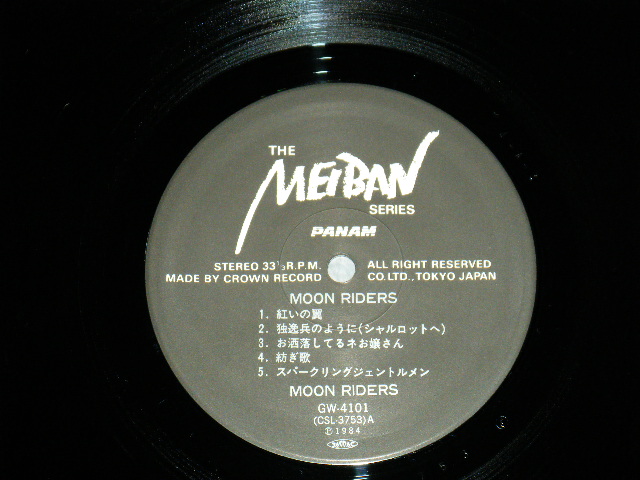 THE
MEIBAN
SERIES
PANAM
STEREO 33⅓ R.P.M. ALL RIGHT RESERVED
MADE BY CROWN RECORD CO.LTD., TOKYO JAPAN
MOON RIDERS
1. 紅いの翼
2. 独逸兵のように(シャルロットへ)
3. お洒落してるネお嬢さん
4. 紡ぎ歌
5. スパークリングジェントルメン
MOON RIDERS
GW-4101
(CSL-3753)A
Ⓟ1984